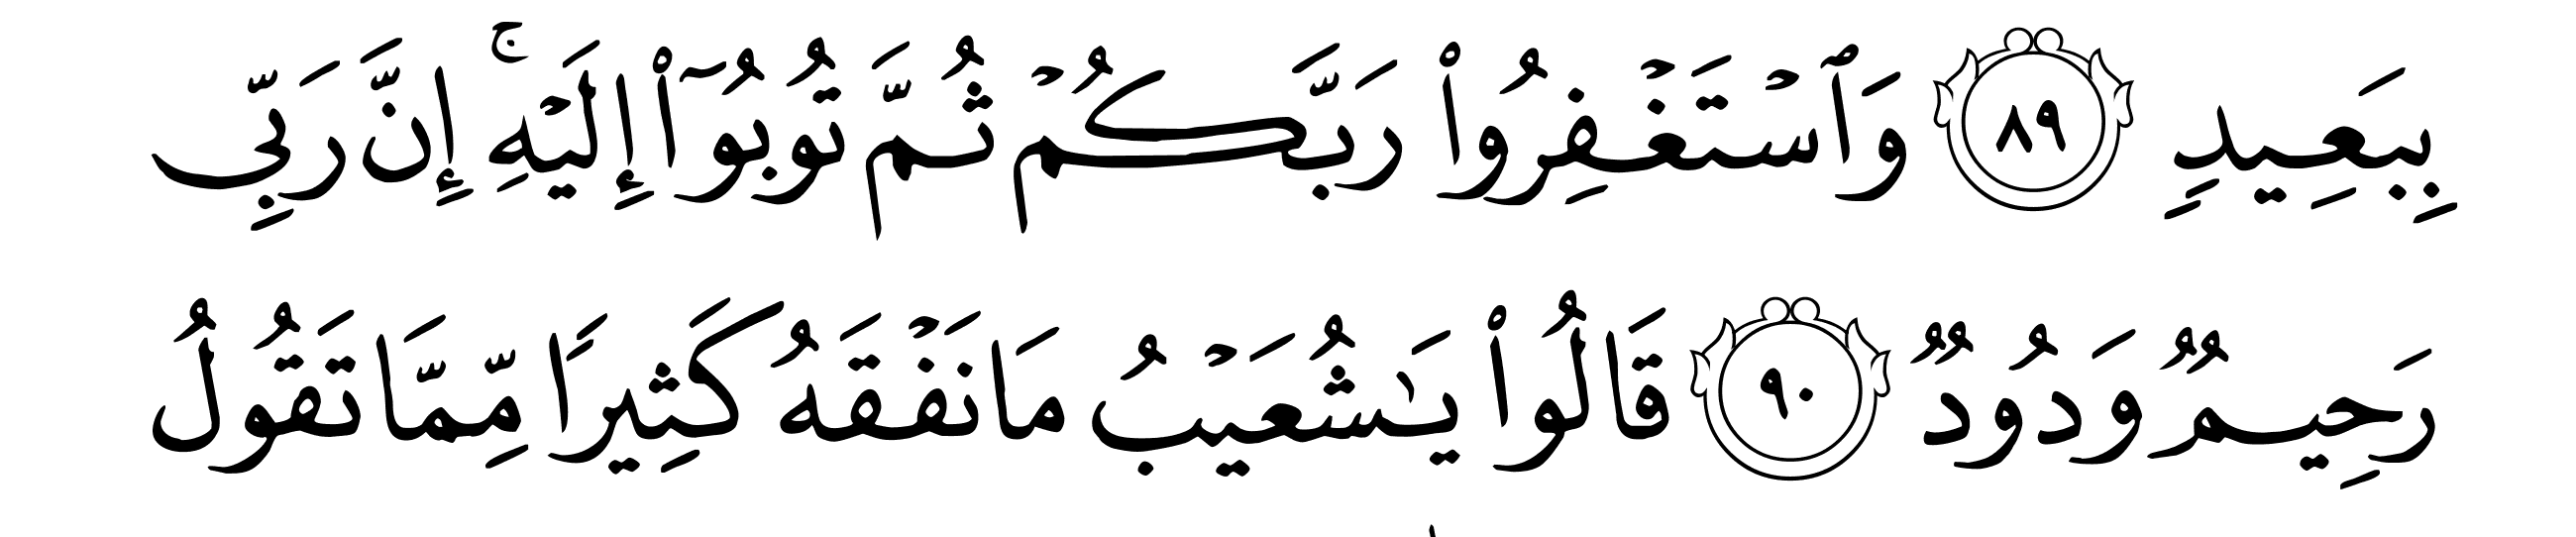 بِبَعِيدٍ ٨٩ وَٱسْتَغْفِرُوا۟ رَبَّكُمْ ثُمَّ تُوبُوٓا۟ إِلَيْهِ ۚ إِنَّ رَبِّى
رَحِيمٌ وَدُودٌ ٩٠ قَالُوا۟ يَـٰشُعَيْبُ مَا نَفْقَهُ كَثِيرًا مِّمَّا تَقُولُ